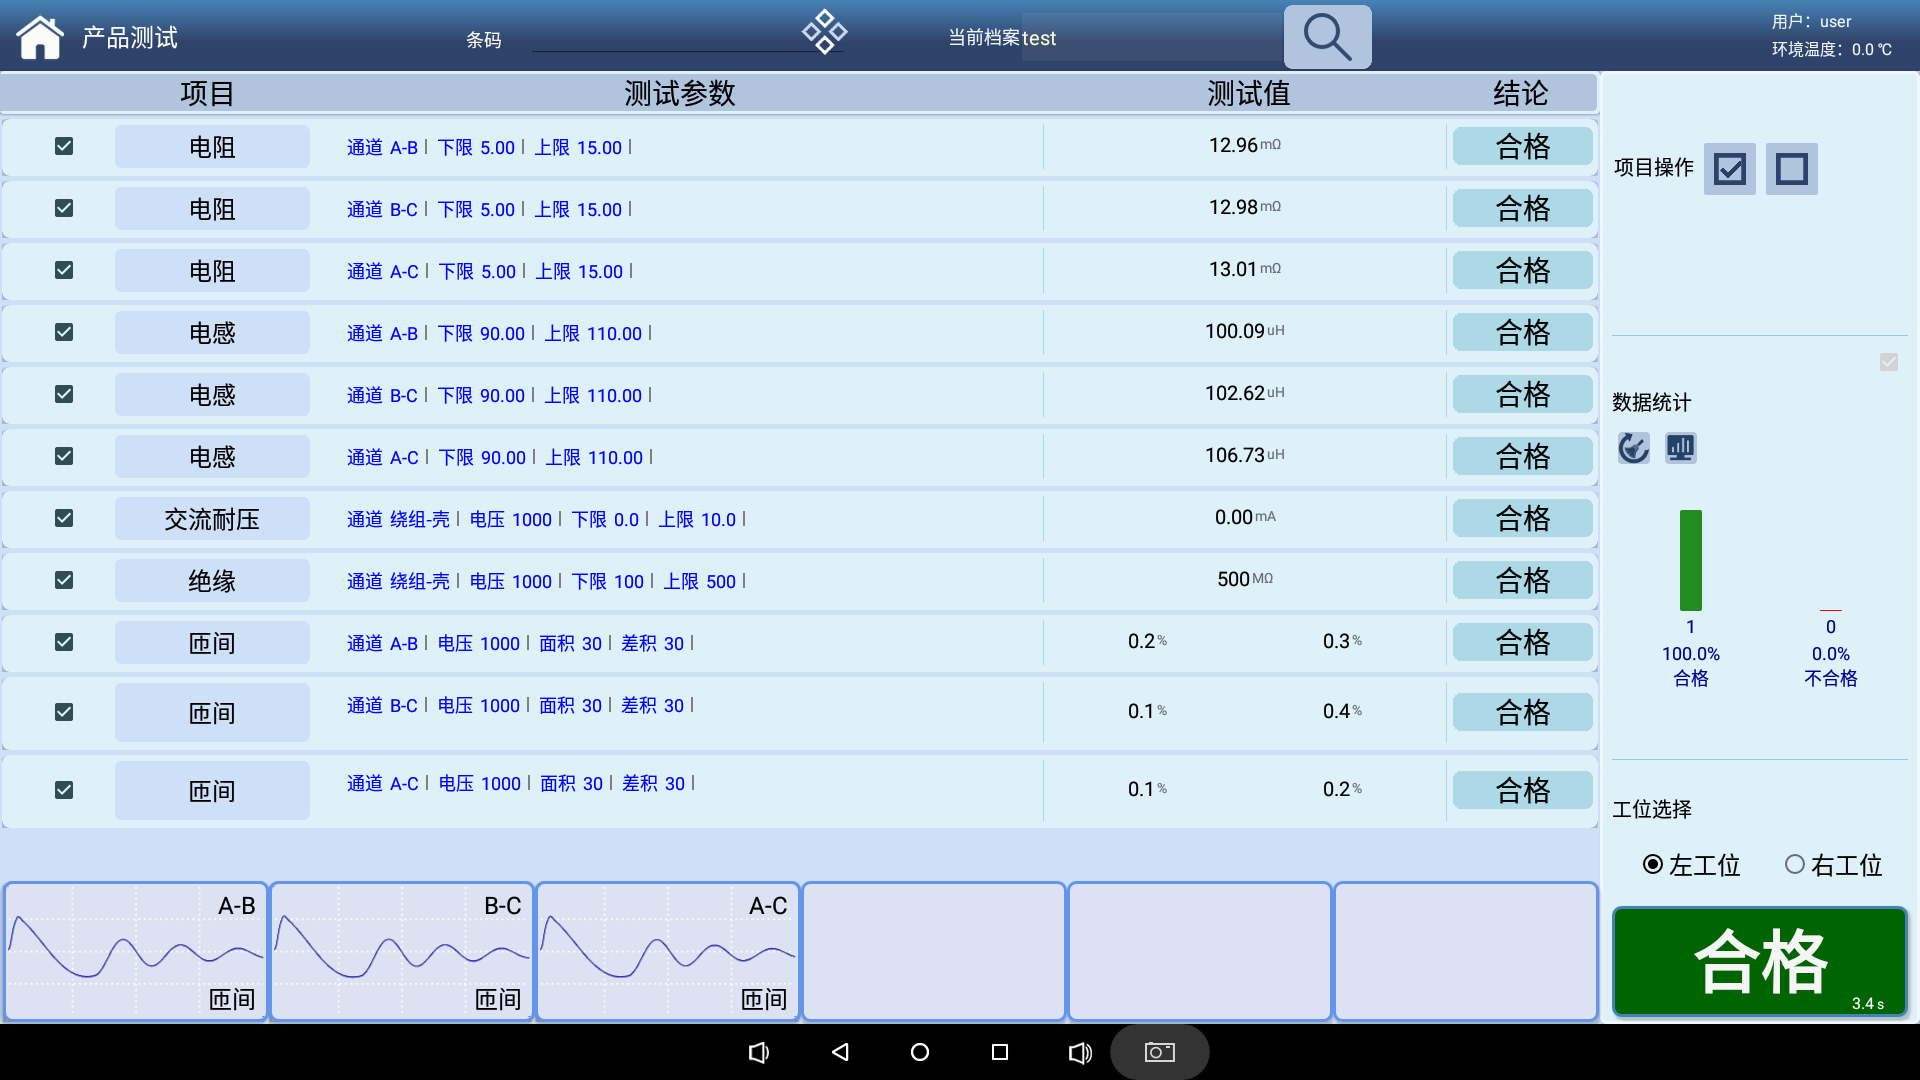 产品测试
条码
当前档案 test
用户：user
环境温度：0.0 ℃
项目 测试参数 测试值 结论
电阻 通道 A-B | 下限 5.00 | 上限 15.00 | 12.96 mΩ 合格
电阻 通道 B-C | 下限 5.00 | 上限 15.00 | 12.98 mΩ 合格
电阻 通道 A-C | 下限 5.00 | 上限 15.00 | 13.01 mΩ 合格
电感 通道 A-B | 下限 90.00 | 上限 110.00 | 100.09 uH 合格
电感 通道 B-C | 下限 90.00 | 上限 110.00 | 102.62 uH 合格
电感 通道 A-C | 下限 90.00 | 上限 110.00 | 106.73 uH 合格
交流耐压 通道 绕组-壳 | 电压 1000 | 下限 0.0 | 上限 10.0 | 0.00 mA 合格
绝缘 通道 绕组-壳 | 电压 1000 | 下限 100 | 上限 500 | 500 MΩ 合格
匝间 通道 A-B | 电压 1000 | 面积 30 | 差积 30 | 0.2 % 0.3 % 合格
匝间 通道 B-C | 电压 1000 | 面积 30 | 差积 30 | 0.1 % 0.4 % 合格
匝间 通道 A-C | 电压 1000 | 面积 30 | 差积 30 | 0.1 % 0.2 % 合格
A-B
匝间
B-C
匝间
A-C
匝间
项目操作
数据统计
1 0
100.0% 0.0%
合格 不合格
工位选择
左工位 右工位
合格
3.4 s